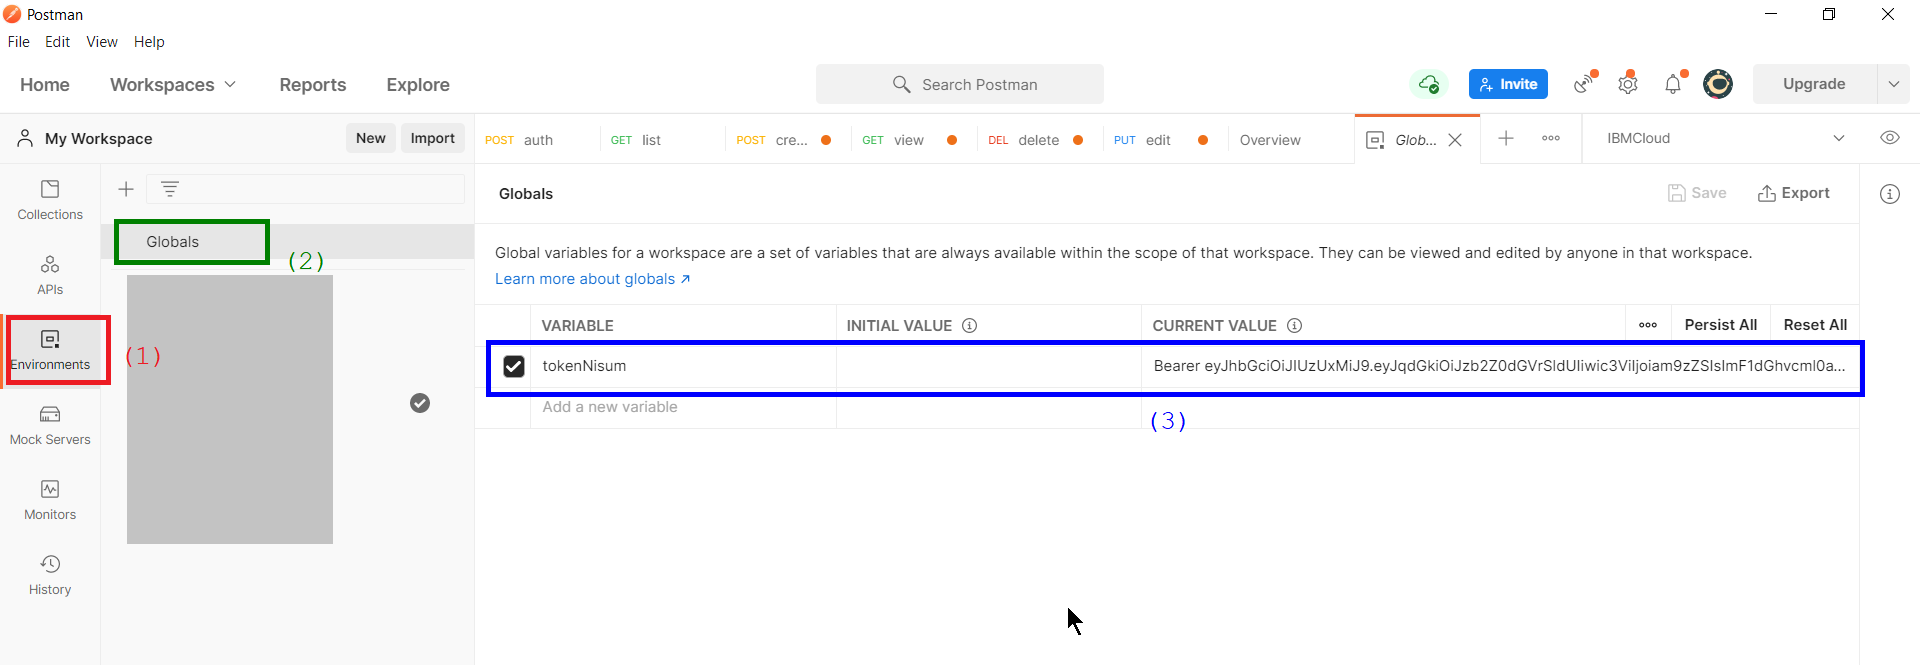 Postman
File Edit View Help
Home Workspaces Reports Explore Search Postman Invite Upgrade
My Workspace New Import POST auth GET list POST cre... GET view DEL delete PUT edit Overview Glob... IBMCloud
Collections
Globals Save Export
Globals
(2)
Global variables for a workspace are a set of variables that are always available within the scope of that workspace. They can be viewed and edited by anyone in that workspace.
Learn more about globals ↗
APIs
VARIABLE INITIAL VALUE CURRENT VALUE Persist All Reset All
Environments
(1)
tokenNisum Bearer eyJhbGciOiJIUzUxMiJ9.eyJqdGkiOiJzb2Z0dGVrSldUIiwic3ViIjoiam9zZSIsImF1dGhvcml0a...
Add a new variable
(3)
Mock Servers
Monitors
History